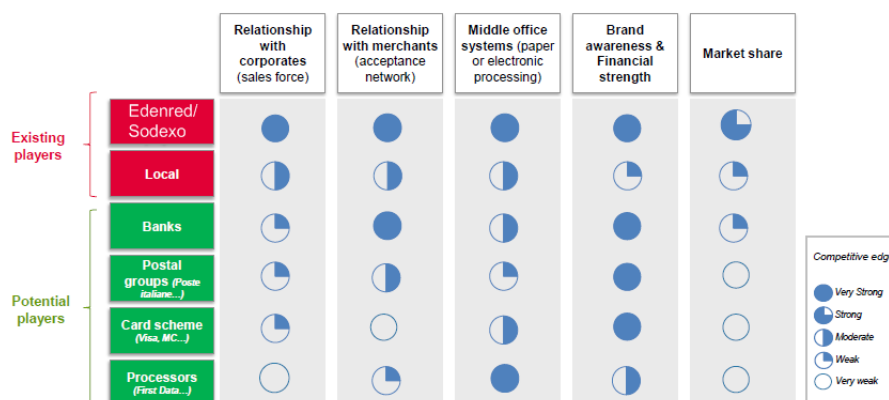 Relationship
with
corporates
(sales force)
Relationship
with merchants
(acceptance
network)
Middle office
systems (paper
or electronic
processing)
Brand
awareness &
Financial
strength
Market share
Existing
players
Edenred/
Sodexo
Local
Potential
players
Banks
Postal
groups (Poste
italiane...)
Card scheme
(Visa, MC...)
Processors
(First Data...)
Competitive edg
Very Strong
Strong
Moderate
Weak
Very weak